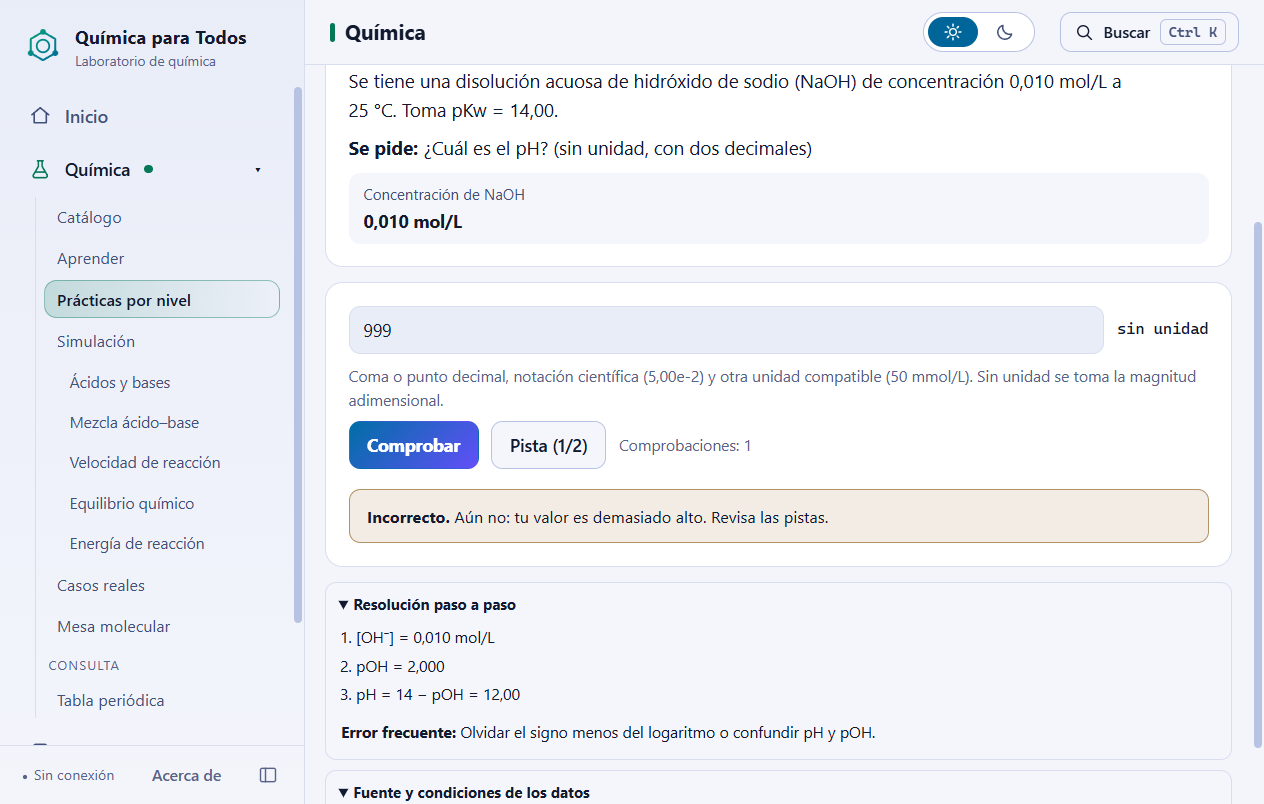 Química para Todos
Laboratorio de química
Inicio
Química
Catálogo
Aprender
Prácticas por nivel
Simulación
Ácidos y bases
Mezcla ácido–base
Velocidad de reacción
Equilibrio químico
Energía de reacción
Casos reales
Mesa molecular
CONSULTA
Tabla periódica
Sin conexión
Acerca de
Química
Buscar
Ctrl K
Se tiene una disolución acuosa de hidróxido de sodio (NaOH) de concentración 0,010 mol/L a
25 °C. Toma pKw = 14,00.
Se pide: ¿Cuál es el pH? (sin unidad, con dos decimales)
Concentración de NaOH
0,010 mol/L
999
sin unidad
Coma o punto decimal, notación científica (5,00e-2) y otra unidad compatible (50 mmol/L). Sin unidad se toma la magnitud
adimensional.
Comprobar
Pista (1/2)
Comprobaciones: 1
Incorrecto. Aún no: tu valor es demasiado alto. Revisa las pistas.
▼ Resolución paso a paso
1. [OH⁻] = 0,010 mol/L
2. pOH = 2,000
3. pH = 14 − pOH = 12,00
Error frecuente: Olvidar el signo menos del logaritmo o confundir pH y pOH.
▼ Fuente y condiciones de los datos